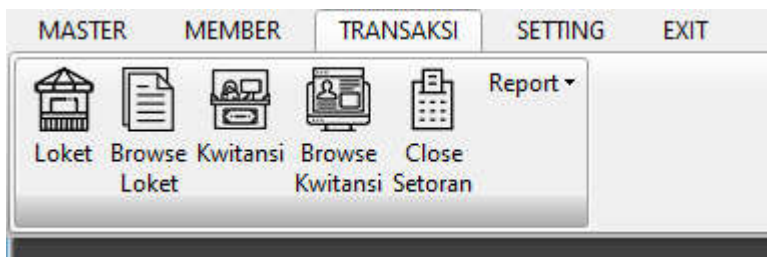 MASTER MEMBER TRANSAKSI SETTING EXIT
Report
Loket Browse Kwitansi Browse Close
Loket Kwitansi Setoran